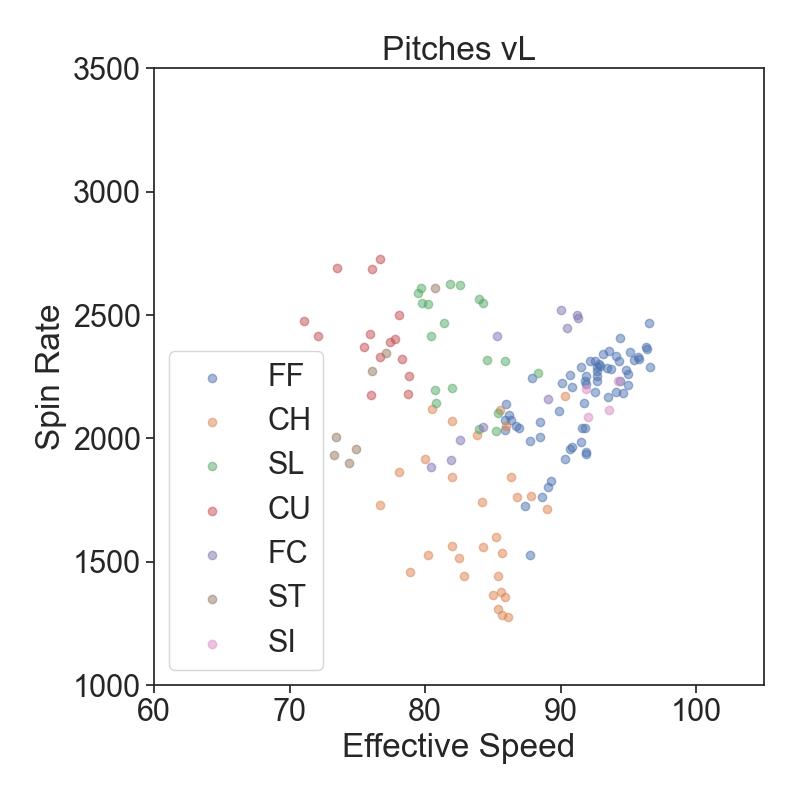 Pitches vL
3500
3000
2500
2000
1500
1000
Spin Rate
FF
CH
SL
CU
FC
ST
SI
60 70 80 90 100
Effective Speed